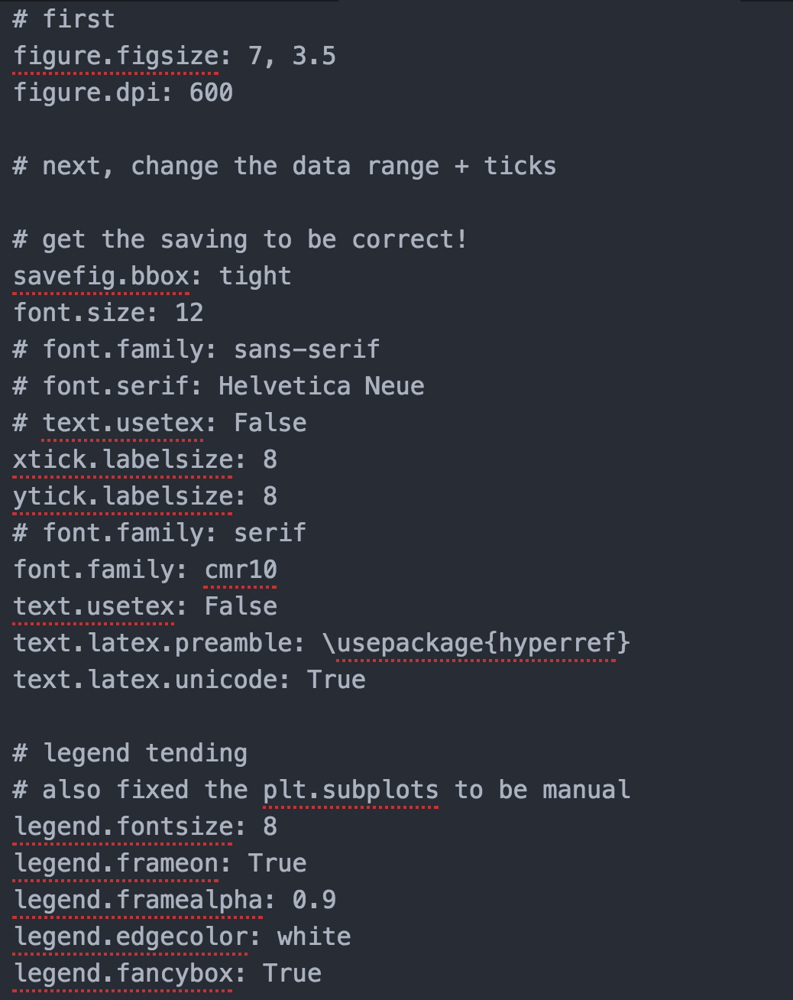 # first
figure.figsize: 7, 3.5
figure.dpi: 600
# next, change the data range + ticks
# get the saving to be correct!
savefig.bbox: tight
font.size: 12
# font.family: sans-serif
# font.serif: Helvetica Neue
# text.usetex: False
xtick.labelsize: 8
ytick.labelsize: 8
# font.family: serif
font.family: cmr10
text.usetex: False
text.latex.preamble: \usepackage{hyperref}
text.latex.unicode: True
# legend tending
# also fixed the plt.subplots to be manual
legend.fontsize: 8
legend.frameon: True
legend.framealpha: 0.9
legend.edgecolor: white
legend.fancybox: True